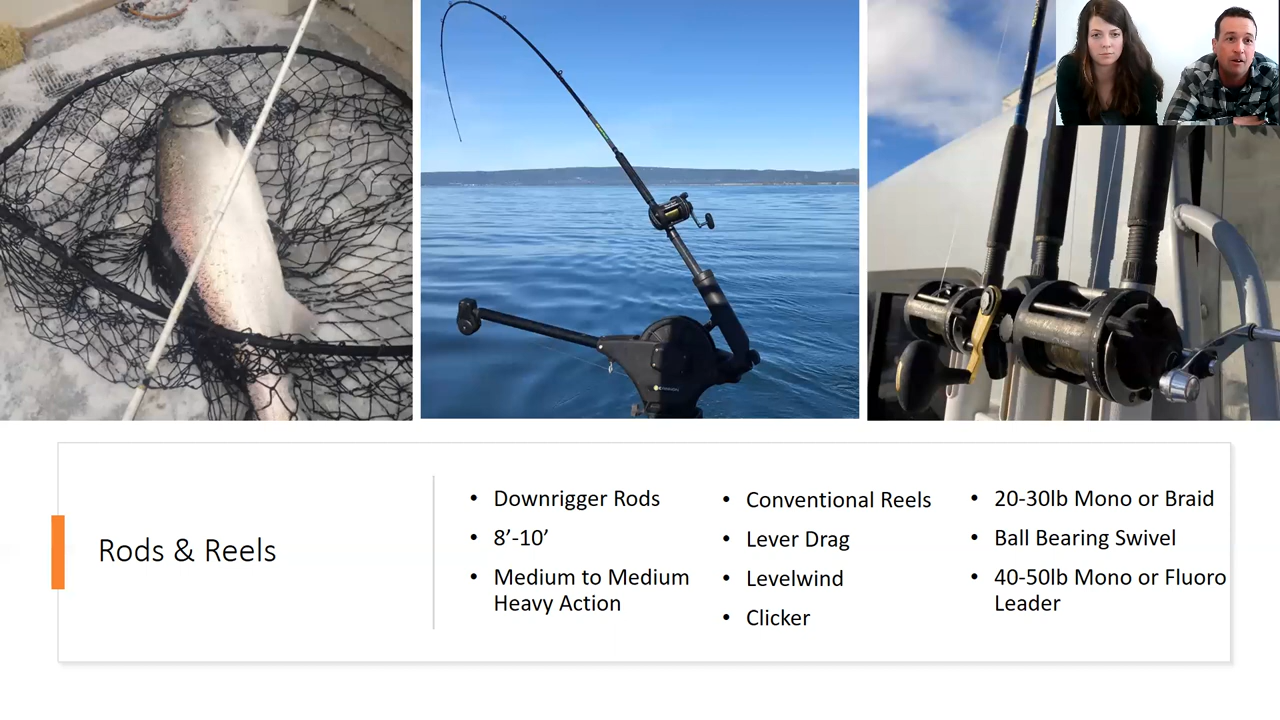 Rods & Reels
• Downrigger Rods
• 8’-10’
• Medium to Medium
Heavy Action
• Conventional Reels
• Lever Drag
• Levelwind
• Clicker
• 20-30lb Mono or Braid
• Ball Bearing Swivel
• 40-50lb Mono or Fluoro
Leader